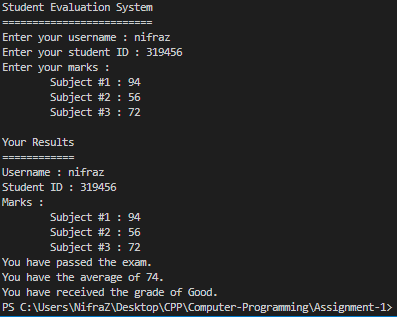 Student Evaluation System
=========================
Enter your username : nifraz
Enter your student ID : 319456
Enter your marks :
        Subject #1 : 94
        Subject #2 : 56
        Subject #3 : 72

Your Results
============
Username : nifraz
Student ID : 319456
Marks :
        Subject #1 : 94
        Subject #2 : 56
        Subject #3 : 72
You have passed the exam.
You have the average of 74.
You have received the grade of Good.
PS C:\Users\NifraZ\Desktop\CPP\Computer-Programming\Assignment-1>